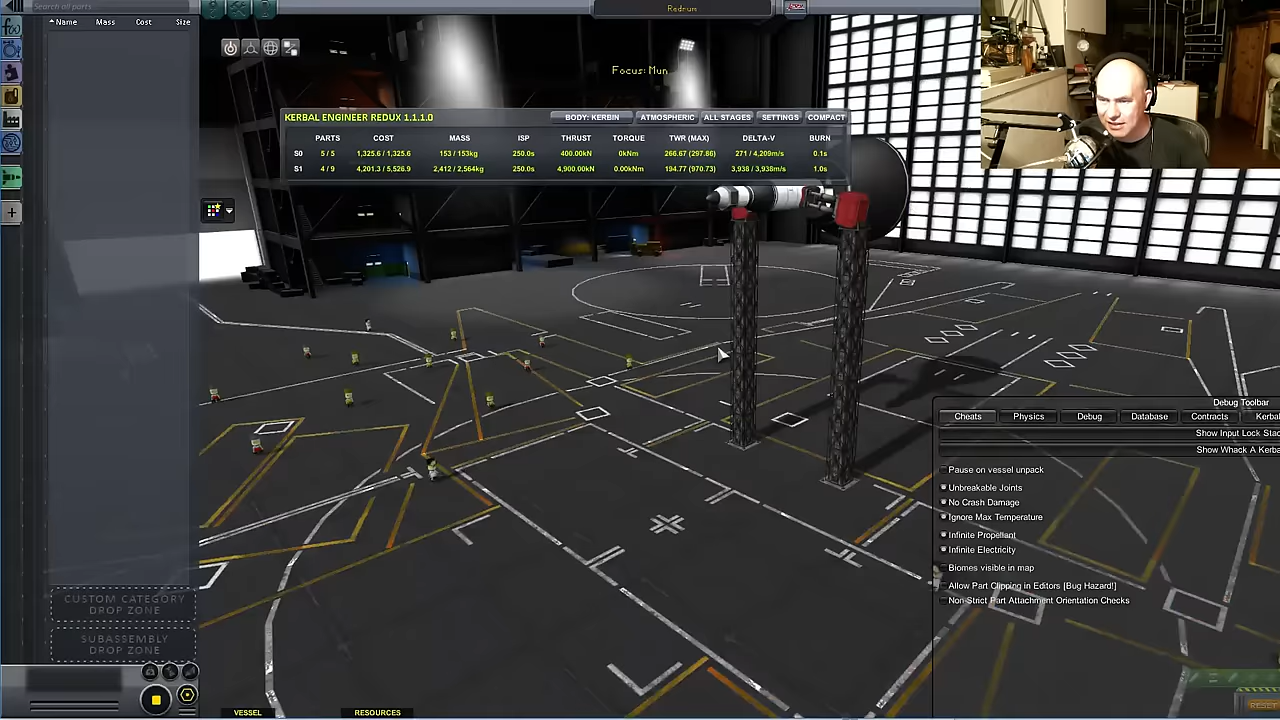 Search all parts...
Redrum
Name Mass Cost Size
Focus: Mun
KERBAL ENGINEER REDUX 1.1.1.0 BODY: KERBIN ATMOSPHERIC ALL STAGES SETTINGS COMPACT
PARTS COST MASS ISP THRUST TORQUE TWR (MAX) DELTA-V BURN
S0 5 / 5 1,325.6 / 1,325.6 153 / 153kg 250.0s 400.00kN 0kNm 266.67 (297.86) 271 / 4,209m/s 0.1s
S1 4 / 9 2,412 / 2,564kg 250.0s 4,900.00kN 0.00kNm 194.77 (970.73) 3,938 / 3,938m/s 1.0s
Debug Toolbar
Cheats Physics Debug Database Contracts Kerbal
Show Input Lock Stac
Show Whack A Kerba
Pause on vessel unpack
Unbreakable Joints
No Crash Damage
Ignore Max Temperature
Infinite Propellant
Infinite Electricity
Biomes visible in map
Allow Part Clipping in Editors [Bug Hazard!]
Non-Strict Part Attachment Orientation Checks
CUSTOM CATEGORY
DROP ZONE
SUBASSEMBLY
DROP ZONE
RESET
VESSEL RESOURCES